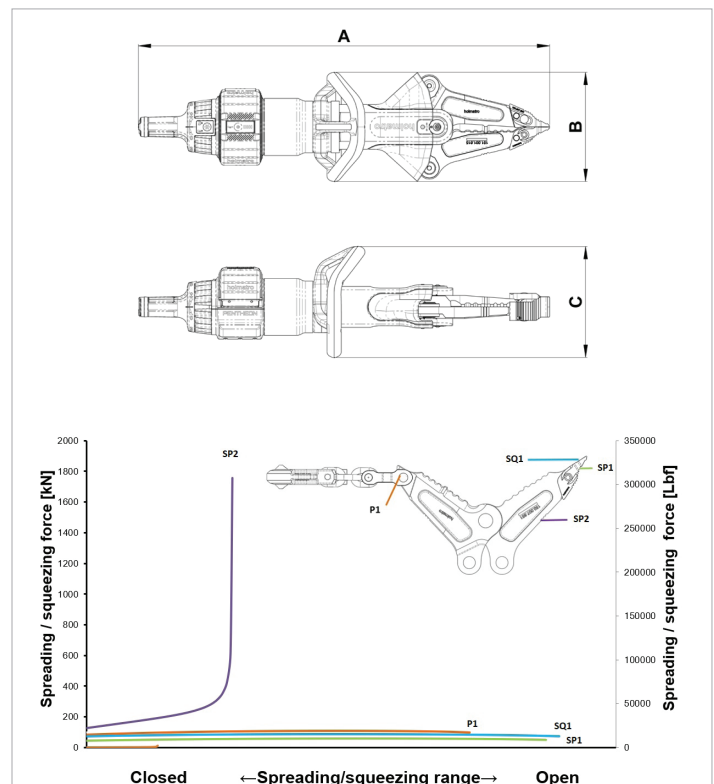 A
B
PENTHEON
C
2000
1800
1600
1400
1200
1000
800
600
400
200
0
Spreading / squeezing force [kN]
SP2
SQ1
SP1
P1
SP2
P1
SQ1
SP1
350000
300000
250000
200000
150000
100000
50000
0
Spreading / squeezing force [Lbf]
Closed ←Spreading/squeezing range→ Open